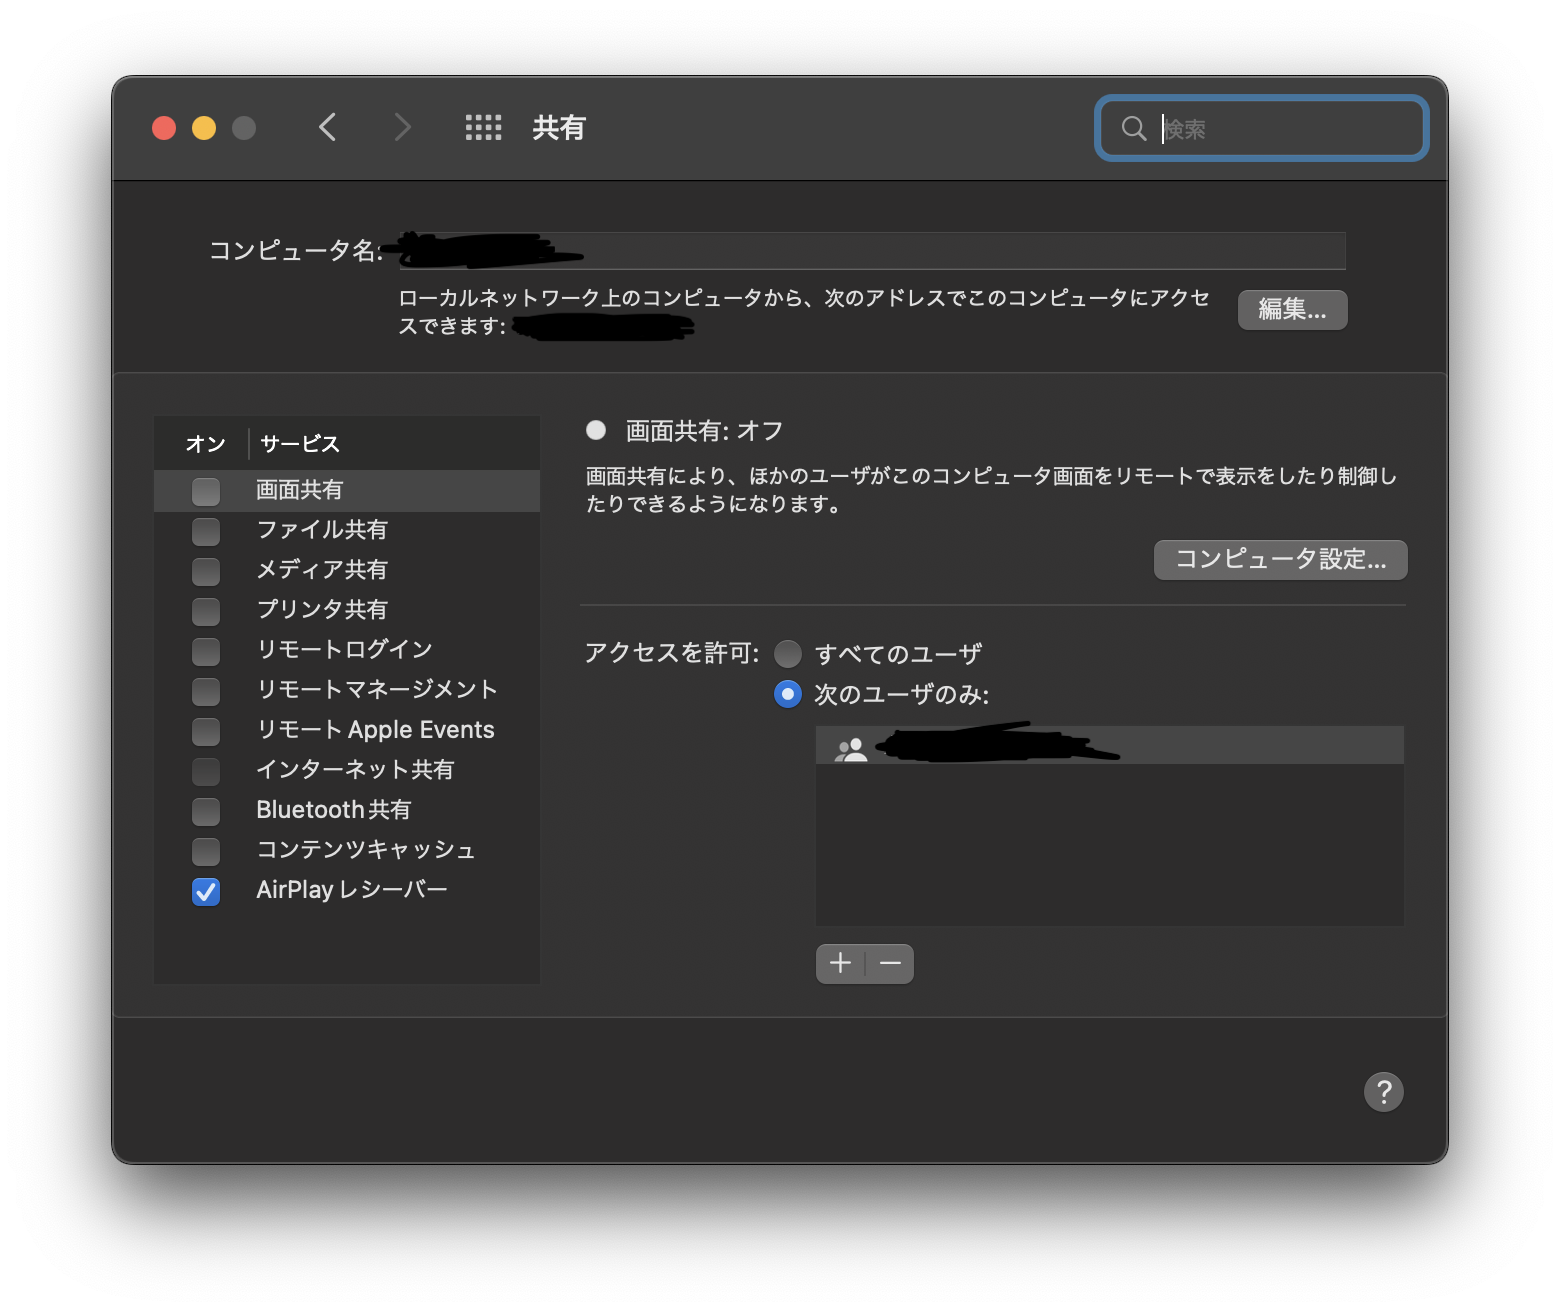 共有
検索
コンピュータ名:
ローカルネットワーク上のコンピュータから、次のアドレスでこのコンピュータにアクセ
スできます:
編集...
オン
サービス
画面共有
ファイル共有
メディア共有
プリンタ共有
リモートログイン
リモートマネージメント
リモート Apple Events
インターネット共有
Bluetooth共有
コンテンツキャッシュ
AirPlayレシーバー
画面共有: オフ
画面共有により、ほかのユーザがこのコンピュータ画面をリモートで表示をしたり制御し
たりできるようになります。
コンピュータ設定...
アクセスを許可:
すべてのユーザ
次のユーザのみ:
?